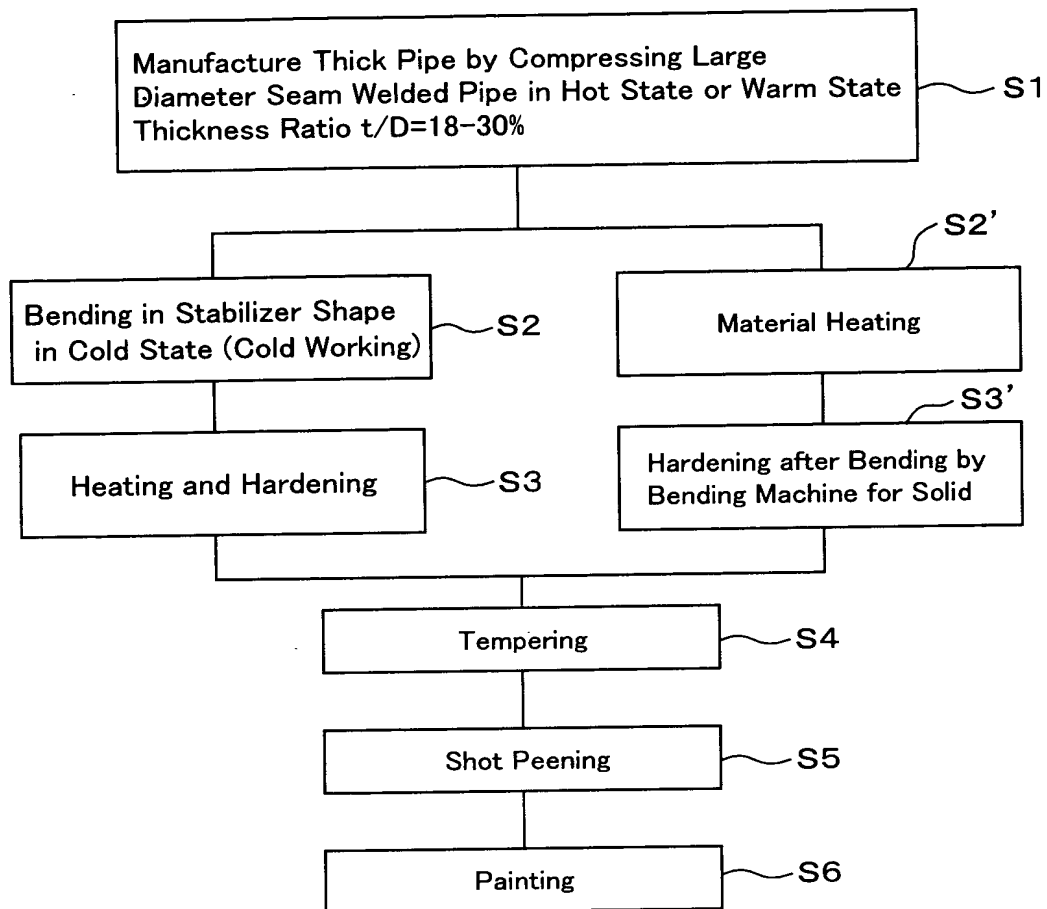 Manufacture Thick Pipe by Compressing Large
Diameter Seam Welded Pipe in Hot State or Warm State
Thickness Ratio t/D=18-30%
S1
S2'
Bending in Stabilizer Shape
in Cold State (Cold Working)
S2
Material Heating
S3'
Heating and Hardening
S3
Hardening after Bending by
Bending Machine for Solid
Tempering
S4
Shot Peening
S5
Painting
S6